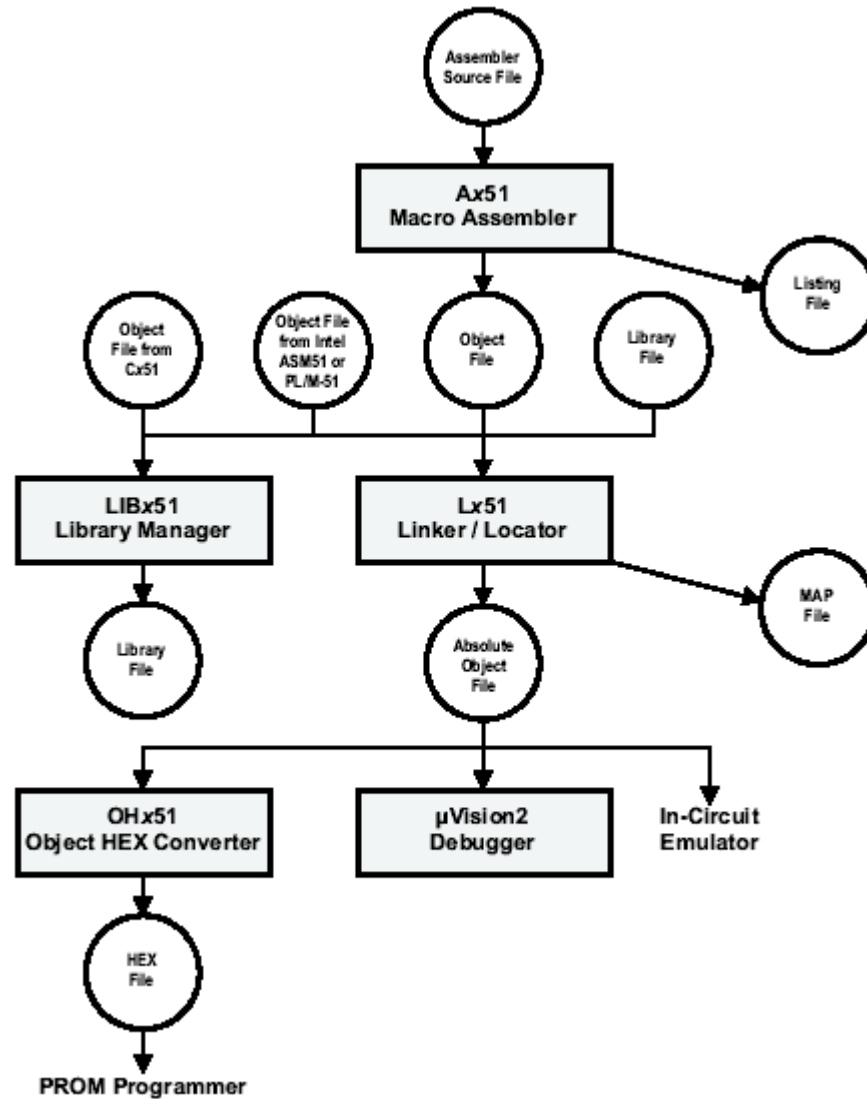 Assembler
Source File
Ax51
Macro Assembler
Listing
File
Object
File from
Cx51
Object File
from Intel
ASM51 or
PL/M-51
Object
File
Library
File
LIBx51
Library Manager
Lx51
Linker / Locator
MAP
File
Library
File
Absolute
Object
File
OHx51
Object HEX Converter
µVision2
Debugger
In-Circuit
Emulator
HEX
File
PROM Programmer